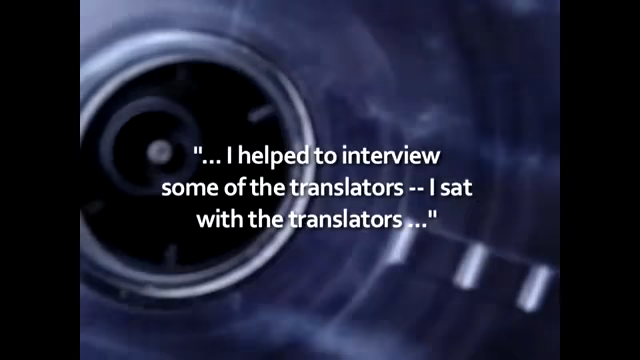 "... I helped to interview
some of the translators -- I sat
with the translators ..."